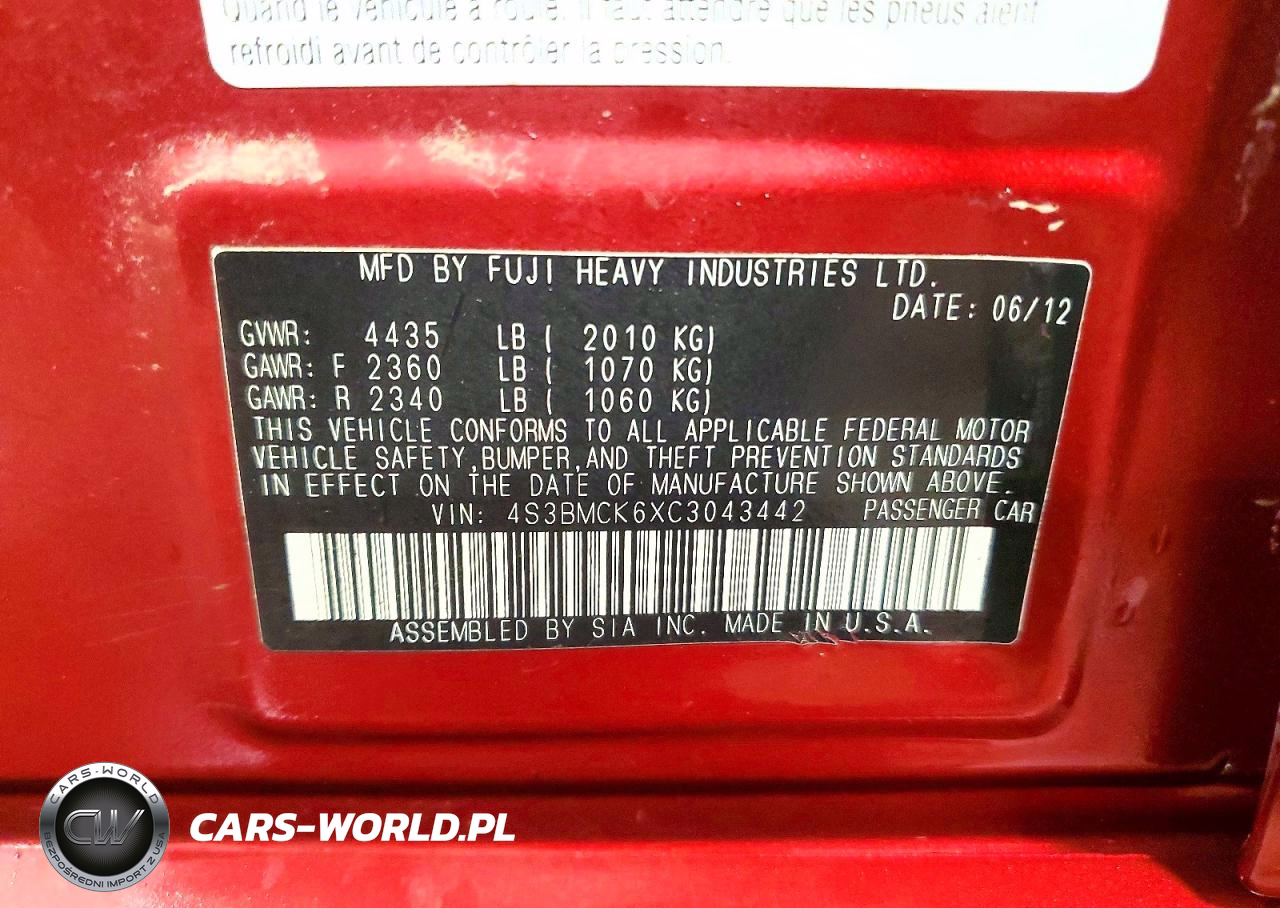 Quand le véhicule a roulé, il faut attendre que les pneus aient
refroidi avant de contrôler la pression.
MFD BY FUJI HEAVY INDUSTRIES LTD.
DATE: 06/12
GVWR: 4435 LB ( 2010 KG)
GAWR: F 2360 LB ( 1070 KG)
GAWR: R 2340 LB ( 1060 KG)
THIS VEHICLE CONFORMS TO ALL APPLICABLE FEDERAL MOTOR
VEHICLE SAFETY,BUMPER,AND THEFT PREVENTION STANDARDS
IN EFFECT ON THE DATE OF MANUFACTURE SHOWN ABOVE.
VIN: 4S3BMCK6XC3043442 PASSENGER CAR
ASSEMBLED BY SIA INC. MADE IN U.S.A.
CARS-WORLD
CW
BEZPOŚREDNI IMPORT Z USA
CARS-WORLD.PL